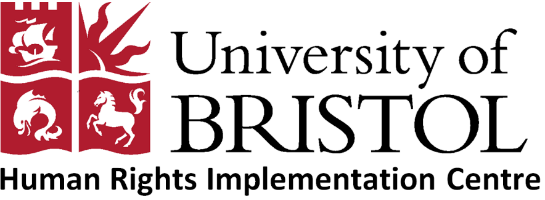 University of
BRISTOL
Human Rights Implementation Centre